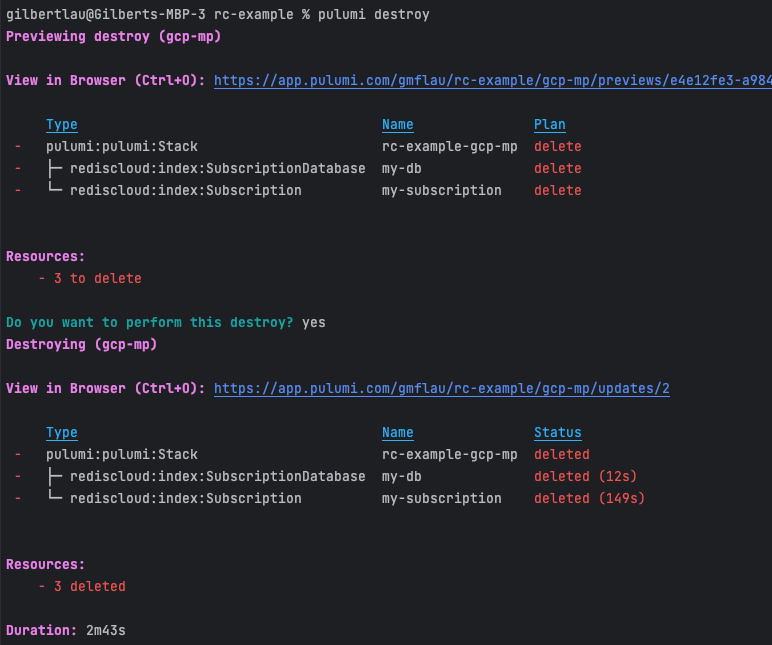 gilbertlau@Gilberts-MBP-3 rc-example % pulumi destroy
Previewing destroy (gcp-mp)
View in Browser (Ctrl+O): https://app.pulumi.com/gmflau/rc-example/gcp-mp/previews/e4e12fe3-a984
Type Name Plan
- pulumi:pulumi:Stack rc-example-gcp-mp delete
- ├─ rediscloud:index:SubscriptionDatabase my-db delete
- └─ rediscloud:index:Subscription my-subscription delete
Resources:
- 3 to delete
Do you want to perform this destroy? yes
Destroying (gcp-mp)
View in Browser (Ctrl+O): https://app.pulumi.com/gmflau/rc-example/gcp-mp/updates/2
Type Name Status
- pulumi:pulumi:Stack rc-example-gcp-mp deleted
- ├─ rediscloud:index:SubscriptionDatabase my-db deleted (12s)
- └─ rediscloud:index:Subscription my-subscription deleted (149s)
Resources:
- 3 deleted
Duration: 2m43s